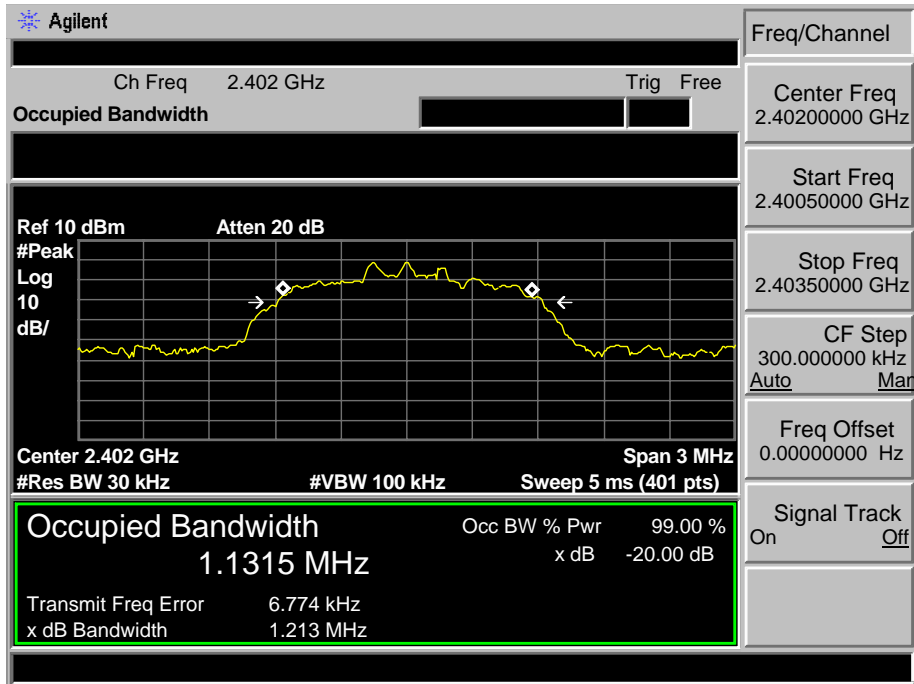 Agilent
Freq/Channel
Ch Freq 2.402 GHz Trig Free
Occupied Bandwidth
Center Freq
2.40200000 GHz
Start Freq
2.40050000 GHz
Stop Freq
2.40350000 GHz
CF Step
300.000000 kHz
Auto Man
Freq Offset
0.00000000 Hz
Signal Track
On Off
Ref 10 dBm Atten 20 dB
#Peak
Log
10
dB/
Center 2.402 GHz Span 3 MHz
#Res BW 30 kHz #VBW 100 kHz Sweep 5 ms (401 pts)
Occupied Bandwidth
1.1315 MHz
Occ BW % Pwr 99.00 %
x dB -20.00 dB
Transmit Freq Error 6.774 kHz
x dB Bandwidth 1.213 MHz